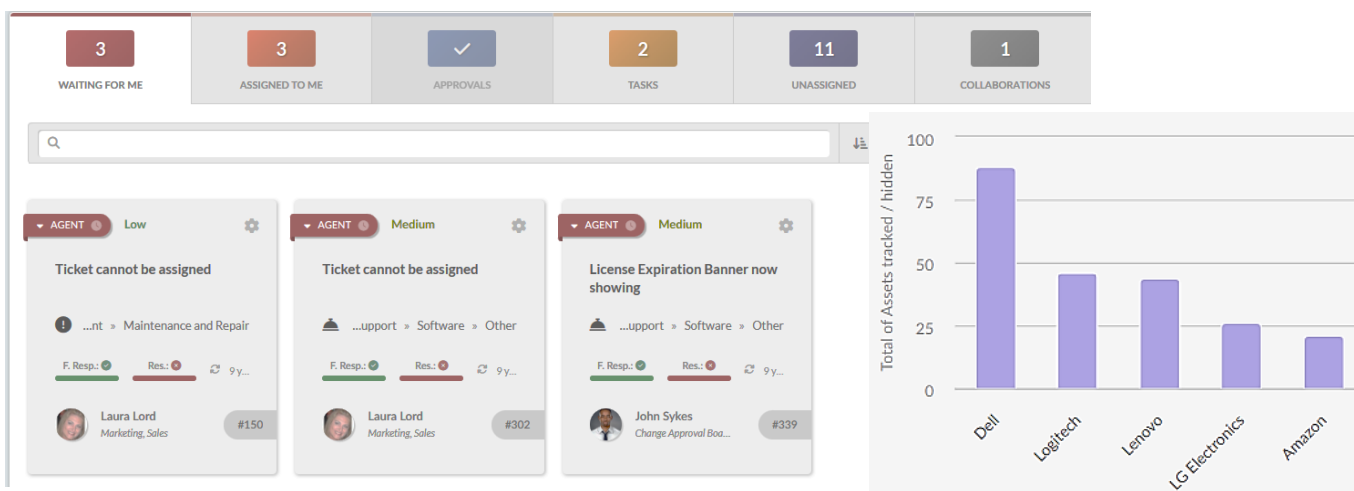 3
WAITING FOR ME
3
ASSIGNED TO ME
APPROVALS
2
TASKS
11
UNASSIGNED
1
COLLABORATIONS
AGENT Low
Ticket cannot be assigned
...nt » Maintenance and Repair
F. Resp.: Res.: 9 y...
Laura Lord
Marketing, Sales
#150
AGENT Medium
Ticket cannot be assigned
...upport » Software » Other
F. Resp.: Res.: 9 y...
Laura Lord
Marketing, Sales
#302
AGENT Medium
License Expiration Banner now
showing
...upport » Software » Other
F. Resp.: Res.: 9 y...
John Sykes
Change Approval Boa...
#339
Total of Assets tracked / hidden
100
75
50
25
0
Dell
Logitech
Lenovo
LG Electronics
Amazon